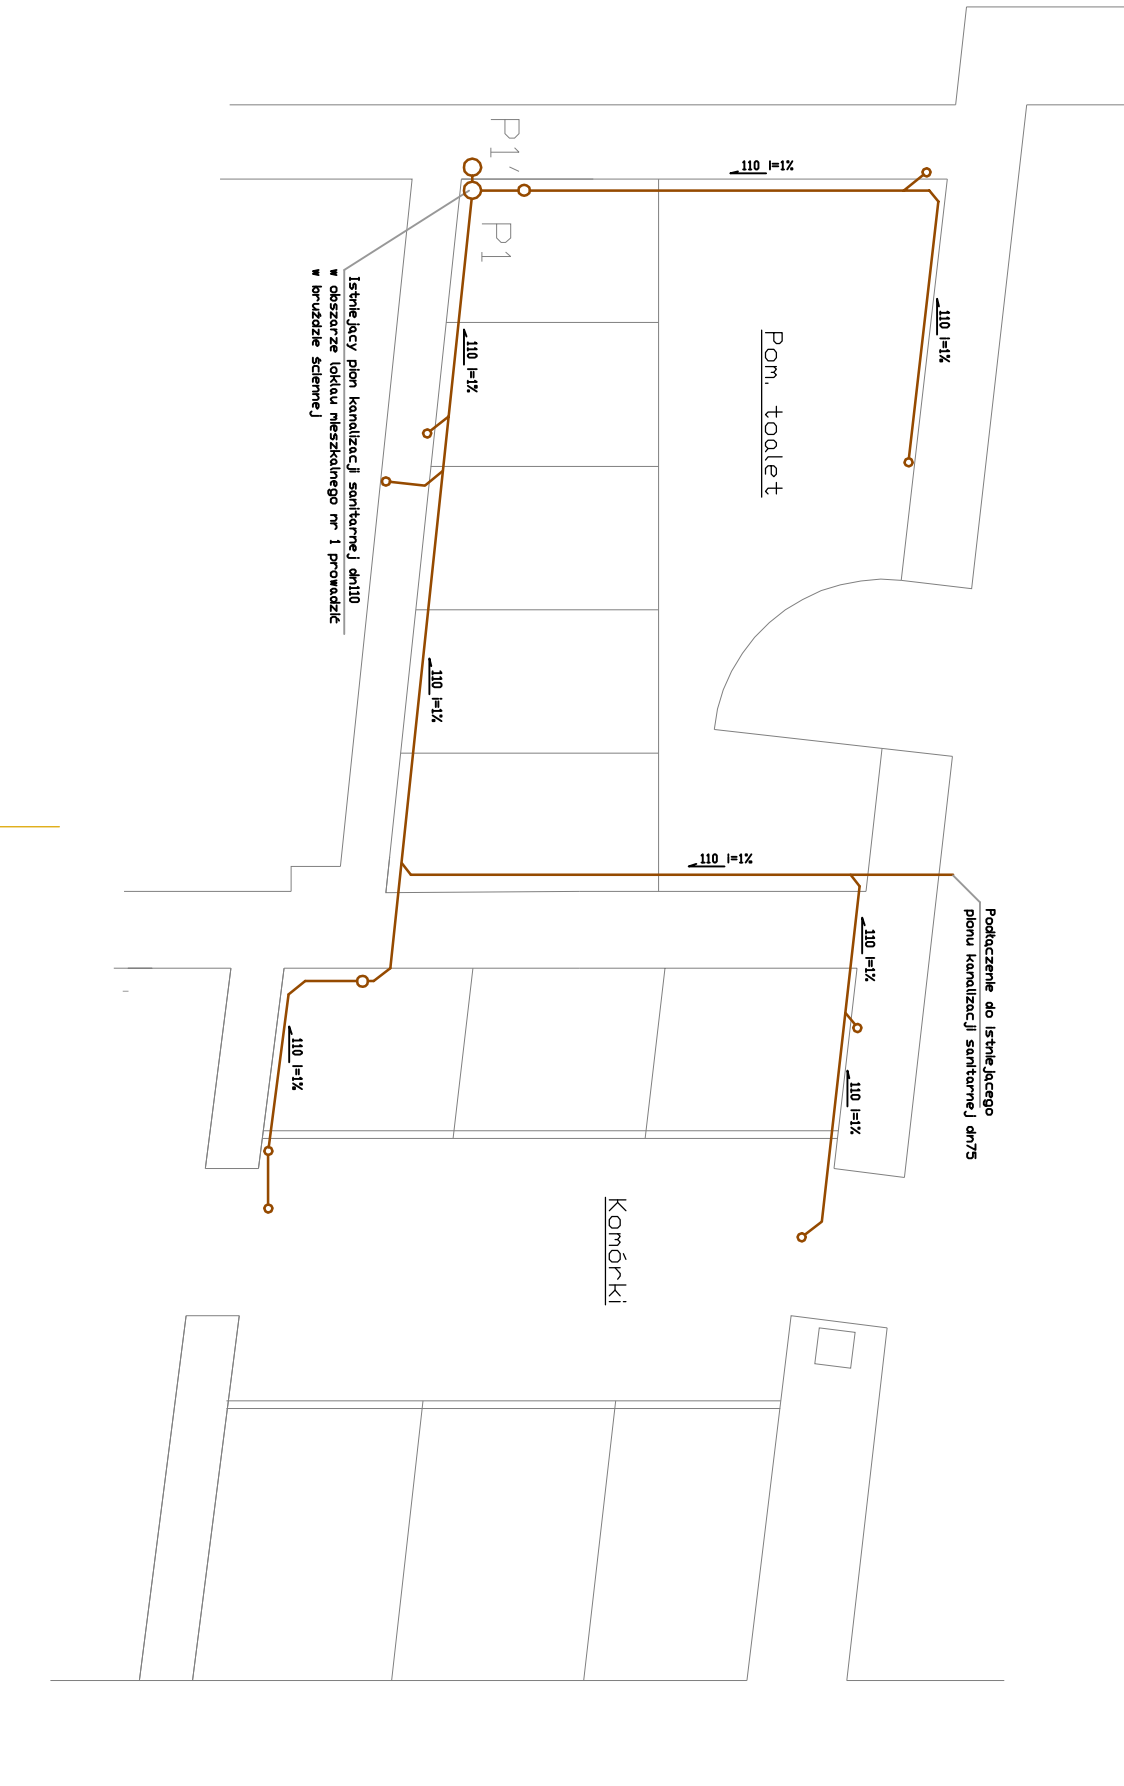 P1'
P1
110 i=1%
110 i=1%
110 i=1%
Pom. toalet
Istniejący pion kanalizacji sanitarnej dn110
w obszarze loklau mieszkalnego nr 1 prowadzić
w bruździe ściennej
110 i=1%
110 i=1%
Podłączenie do istniejącego
pionu kanalizacji sanitarnej dn75
110 i=1%
110 i=1%
110 i=1%
Komórki